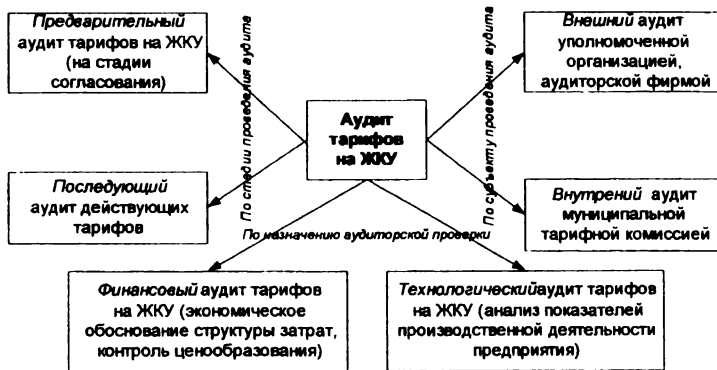 Предварительный
аудит тарифов на ЖКУ
(на стадии
согласования)
По стадии проведения аудита
Аудит
тарифов
на ЖКУ
По субъекту проведения аудита
Внешний аудит
уполномоченной
организацией,
аудиторской фирмой
Последующий
аудит действующих
тарифов
Внутрений аудит
муниципальной
тарифной комиссией
По назначению аудиторской проверки
Финансовый аудит тарифов
на ЖКУ (экономическое
обоснование структуры затрат,
контроль ценообразования)
Технологический аудит тарифов
на ЖКУ (анализ показателей
производственной деятельности
предприятия)